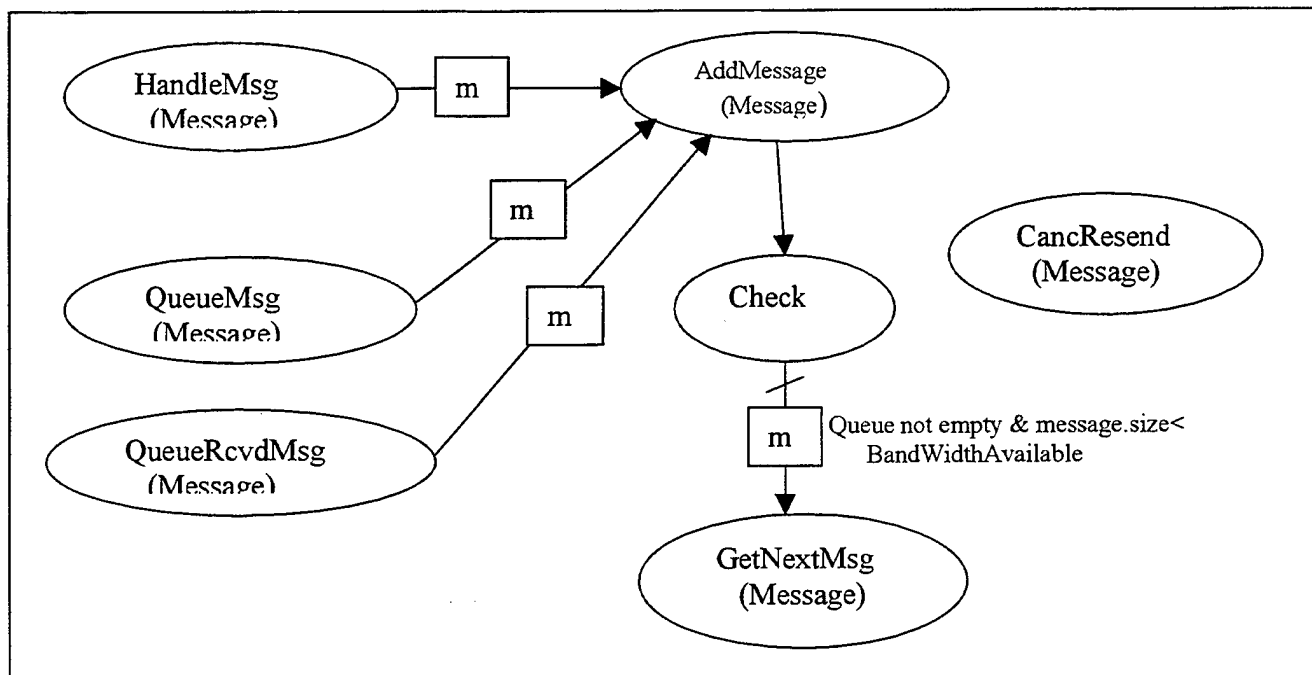 HandleMsg
(Message)
m
AddMessage
(Message)
m
QueueMsg
(Message)
m
QueueRcvdMsg
(Message)
CancResend
(Message)
Check
m
Queue not empty & message.size<
BandWidthAvailable
GetNextMsg
(Message)